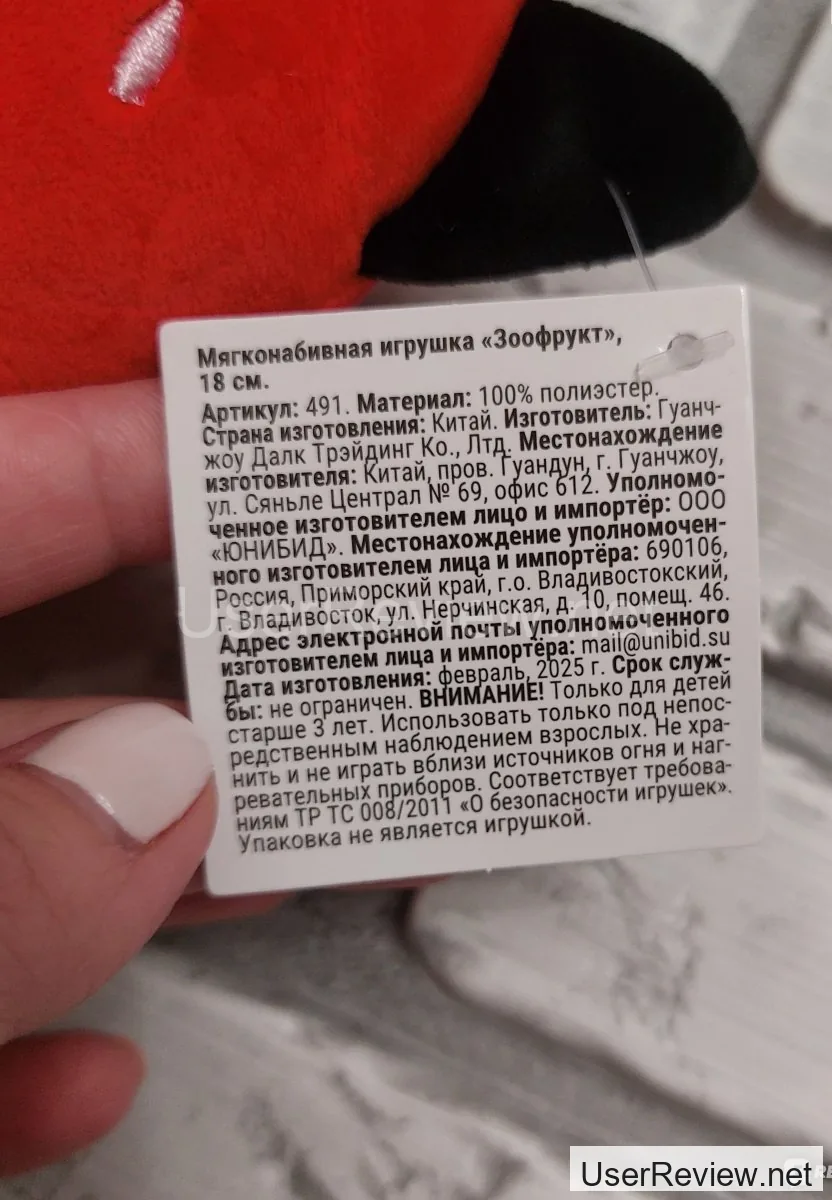 Мягконабивная игрушка «Зоофрукт»,
18 см.
Артикул: 491. Материал: 100% полиэстер.
Страна изготовления: Китай. Изготовитель: Гуанч-
жоу Далк Трэйдинг Ко., Лтд. Местонахождение
изготовителя: Китай, пров. Гуандун, г. Гуанчжоу,
ул. Сяньле Централ № 69, офис 612. Уполномо-
ченное изготовителем лицо и импортёр: ООО
«ЮНИБИД». Местонахождение уполномочен-
ного изготовителем лица и импортёра: 690106,
Россия, Приморский край, г.о. Владивостокский,
г. Владивосток, ул. Нерчинская, д. 10, помещ. 46.
Адрес электронной почты уполномоченного
изготовителем лица и импортёра: mail@unibid.su
Дата изготовления: февраль, 2025 г. Срок служ-
бы: не ограничен. ВНИМАНИЕ! Только для детей
старше 3 лет. Использовать только под непос-
редственным наблюдением взрослых. Не хра-
нить и не играть вблизи источников огня и наг-
ревательных приборов. Соответствует требова-
ниям ТР ТС 008/2011 «О безопасности игрушек».
Упаковка не является игрушкой.
UserReview.net